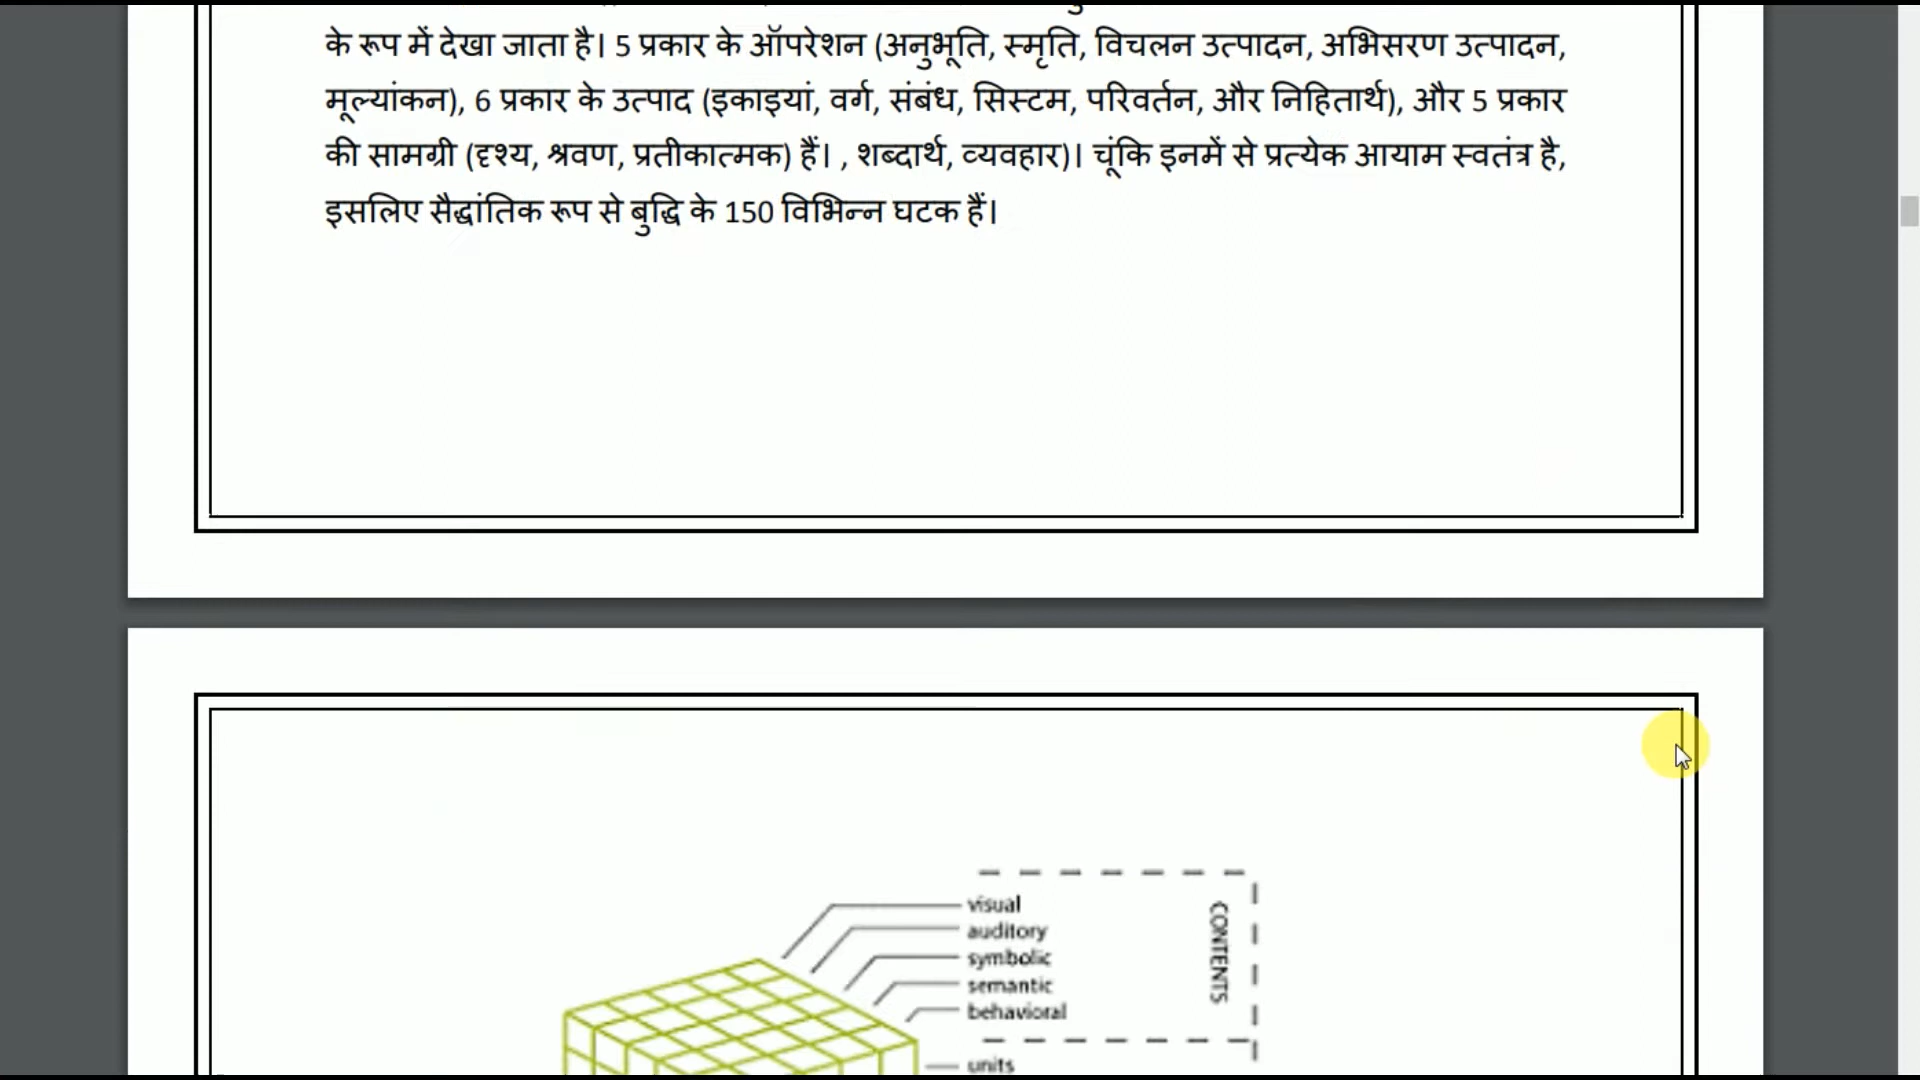 के रूप में देखा जाता है। 5 प्रकार के ऑपरेशन (अनुभूति, स्मृति, विचलन उत्पादन, अभिसरण उत्पादन,
मूल्यांकन), 6 प्रकार के उत्पाद (इकाइयां, वर्ग, संबंध, सिस्टम, परिवर्तन, और निहितार्थ), और 5 प्रकार
की सामग्री (दृश्य, श्रवण, प्रतीकात्मक) हैं। , शब्दार्थ, व्यवहार)। चूंकि इनमें से प्रत्येक आयाम स्वतंत्र है,
इसलिए सैद्धांतिक रूप से बुद्धि के 150 विभिन्न घटक हैं।
visual
auditory
symbolic
semantic
behavioral
CONTENTS
units